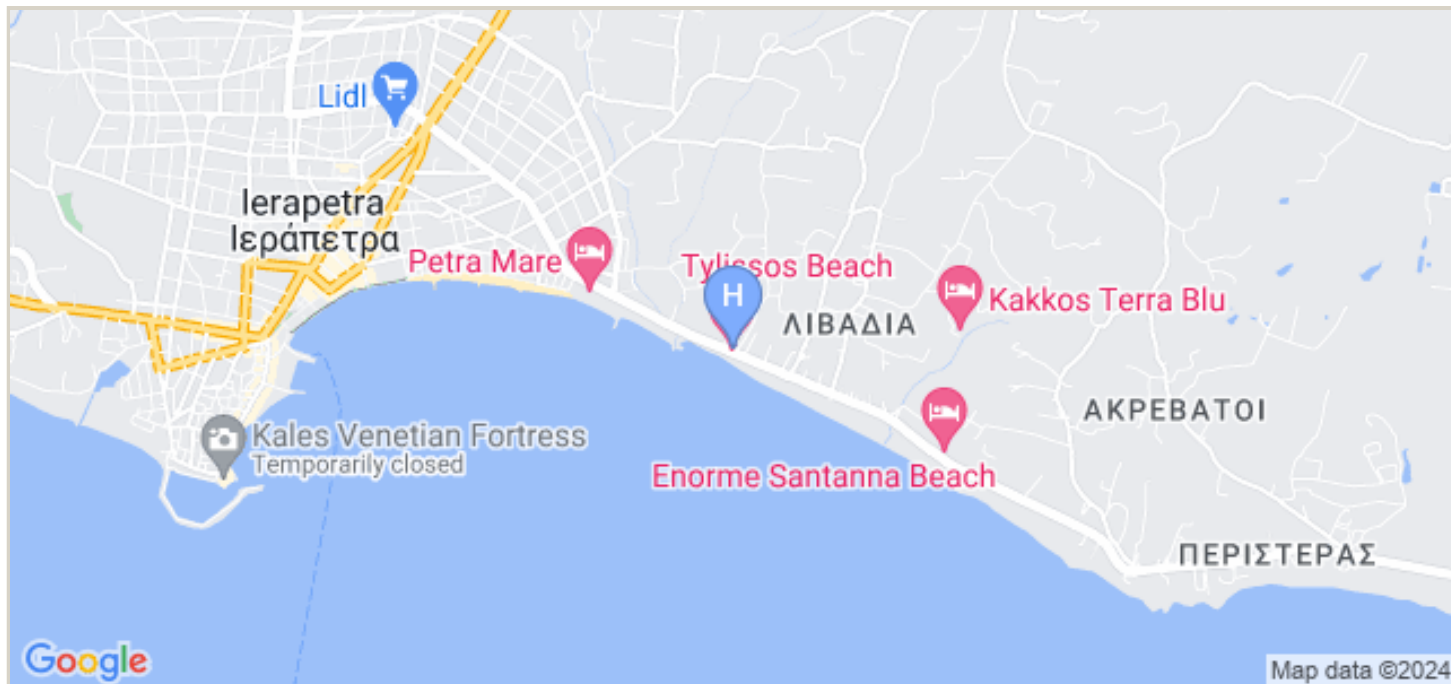 Lidl
Ierapetra
Ιεράπετρα
Petra Mare
Tylissos Beach
H
ΛΙΒΑΔΙΑ
Kakkos Terra Blu
ΑΚΡΕΒΑΤΟΙ
Kales Venetian Fortress
Temporarily closed
Enorme Santanna Beach
ΠΕΡΙΣΤΕΡΑΣ
Google
Map data ©2024